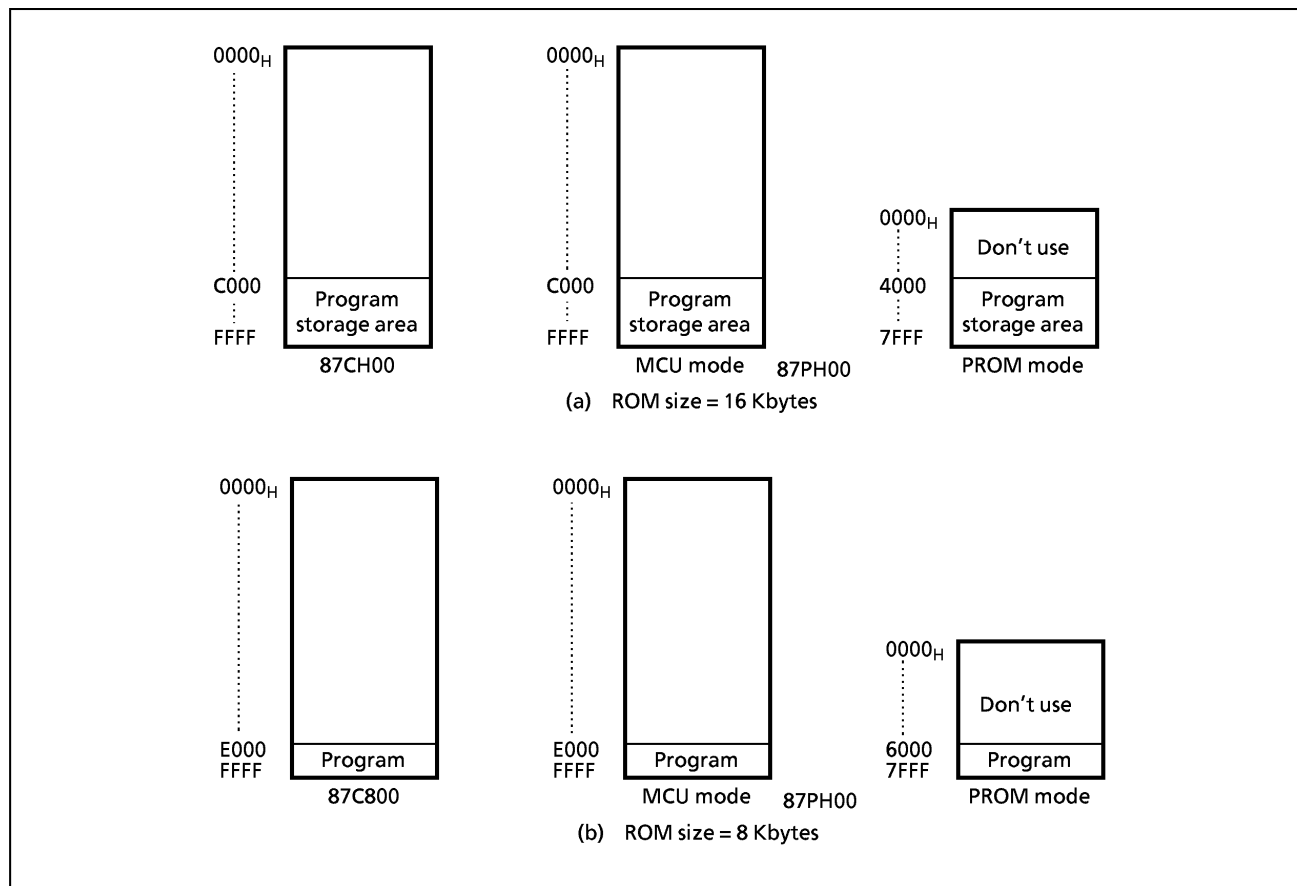 0000H 0000H
0000H
Don't use
C000 C000 4000
Program storage area Program storage area Program storage area
FFFF FFFF 7FFF
87CH00 MCU mode 87PH00 PROM mode
(a) ROM size = 16 Kbytes
0000H 0000H
0000H
Don't use
E000 E000 6000
Program Program Program
FFFF FFFF 7FFF
87C800 MCU mode 87PH00 PROM mode
(b) ROM size = 8 Kbytes